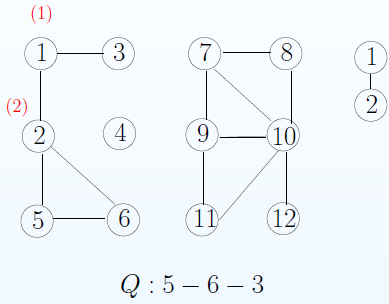 (1)
1 3 7 8 1
(2)
2 4 9 10 2
5 6 11 12
Q : 5 − 6 − 3